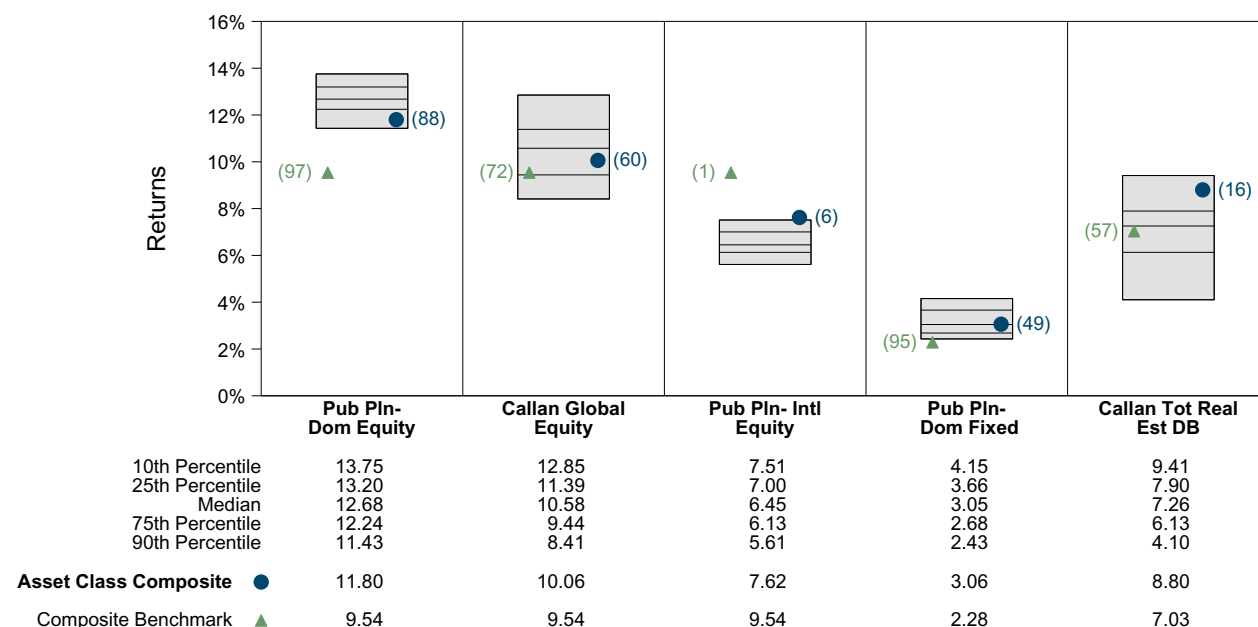 16%
14%
12%
10%
8%
6%
4%
2%
0%
Returns
(88)
(97)
(60)
(72)
(6)
(1)
(49)
(95)
(16)
(57)
Pub Pln-
Dom Equity
Callan Global
Equity
Pub Pln- Intl
Equity
Pub Pln-
Dom Fixed
Callan Tot Real
Est DB
10th Percentile 13.75 12.85 7.51 4.15 9.41
25th Percentile 13.20 11.39 7.00 3.66 7.90
Median 12.68 10.58 6.45 3.05 7.26
75th Percentile 12.24 9.44 6.13 2.68 6.13
90th Percentile 11.43 8.41 5.61 2.43 4.10
Asset Class Composite 11.80 10.06 7.62 3.06 8.80
Composite Benchmark 9.54 9.54 9.54 2.28 7.03